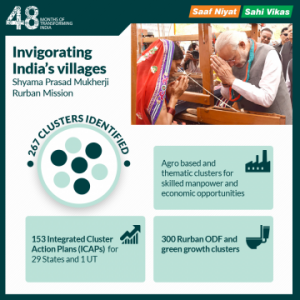 48
MONTHS OF
TRANSFORMING
INDIA
Saaf Niyat
Sahi Vikas
Invigorating
India's villages
Shyama Prasad Mukherji
Rurban Mission
267 CLUSTERS IDENTIFIED
Agro based and
thematic clusters for
skilled manpower and
economic opportunities
153 Integrated Cluster
Action Plans (ICAPs) for
29 States and 1 UT
300 Rurban ODF and
green growth clusters